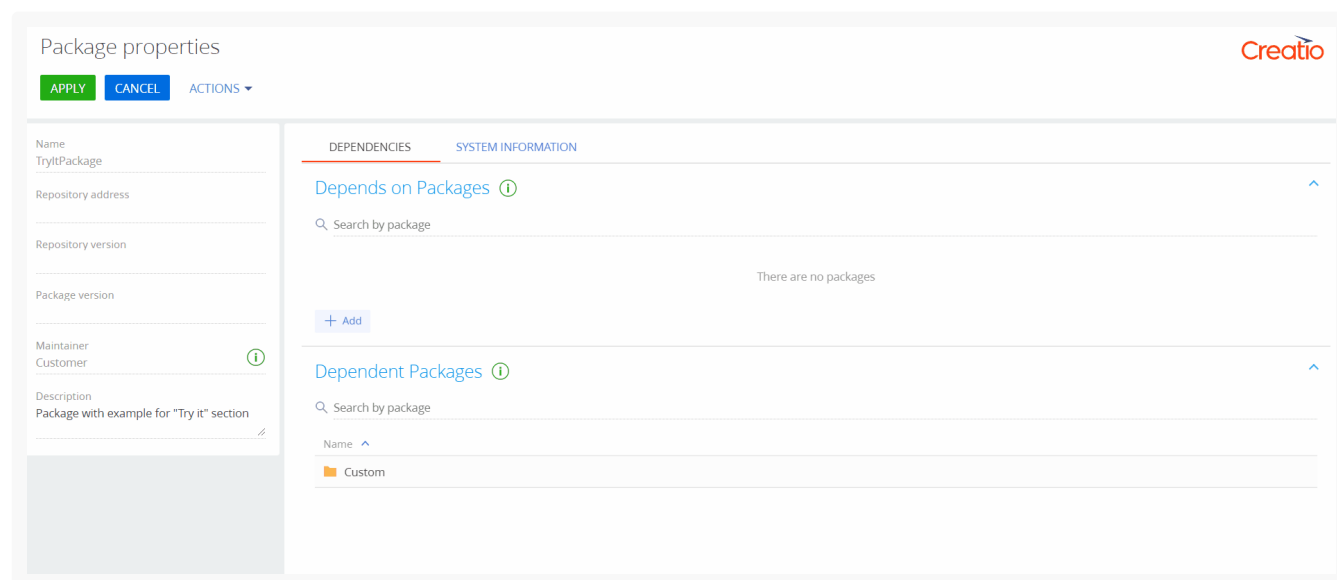 Package properties
Creatio
APPLY CANCEL ACTIONS
Name
TryItPackage
Repository address
Repository version
Package version
Maintainer
Customer
Description
Package with example for "Try it" section
DEPENDENCIES SYSTEM INFORMATION
Depends on Packages
Search by package
There are no packages
+ Add
Dependent Packages
Search by package
Name
Custom